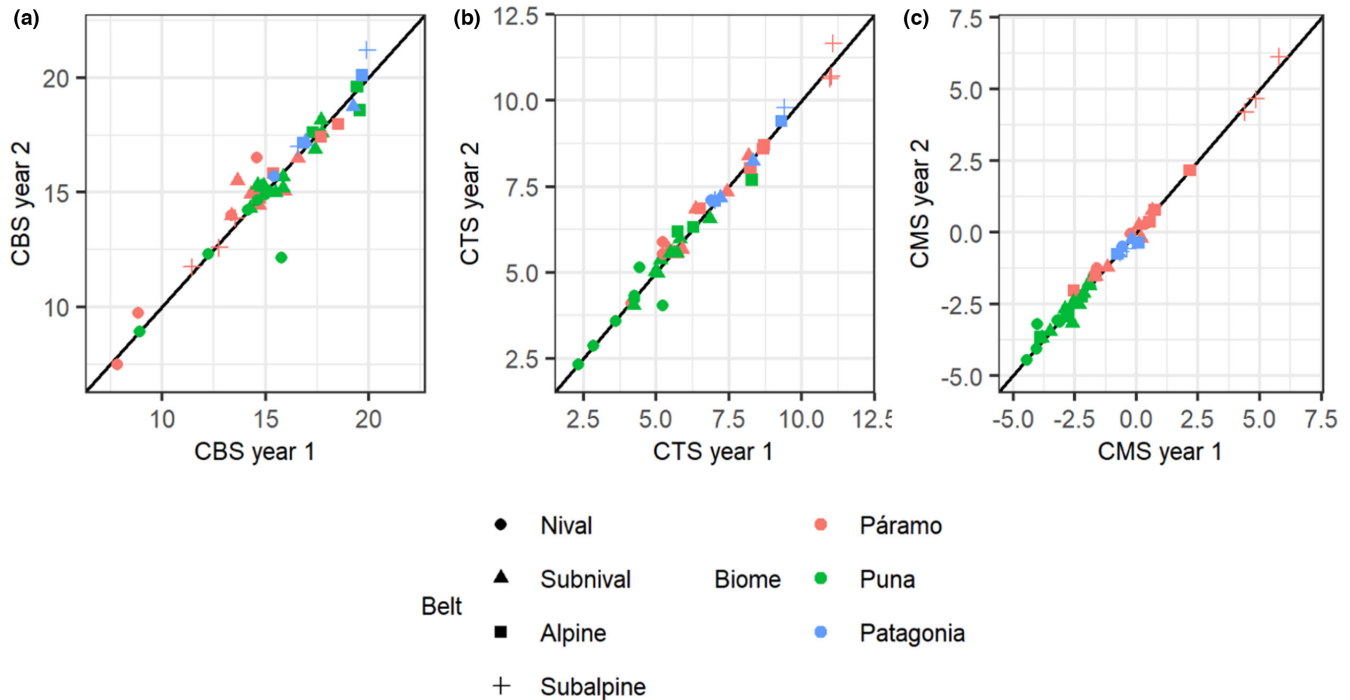 (a)
20
15
10
CBS year 2
10 15 20
CBS year 1
(b)
12.5
10.0
7.5
5.0
2.5
CTS year 2
2.5 5.0 7.5 10.0 12.5
CTS year 1
(c)
7.5
5.0
2.5
0.0
-2.5
-5.0
CMS year 2
-5.0 -2.5 0.0 2.5 5.0 7.5
CMS year 1
Belt
Nival
Subnival
Alpine
Subalpine
Biome
Páramo
Puna
Patagonia